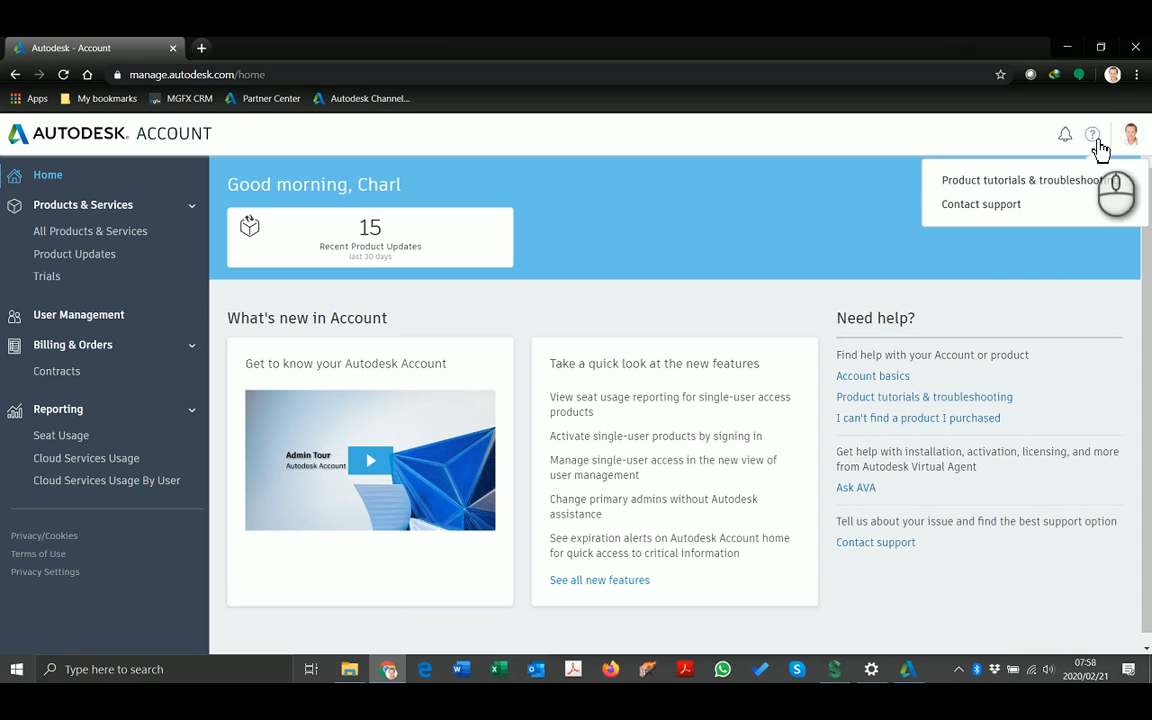 Autodesk - Account
manage.autodesk.com/home
Apps
My bookmarks
MGFX CRM
Partner Center
Autodesk Channel...
AUTODESK. ACCOUNT
Home
Products & Services
All Products & Services
Product Updates
Trials
User Management
Billing & Orders
Contracts
Reporting
Seat Usage
Cloud Services Usage
Cloud Services Usage By User
Privacy/Cookies
Terms of Use
Privacy Settings
Good morning, Charl
15
Recent Product Updates
last 30 days
Product tutorials &
Contact support
What's new in Account
Get to know your Autodesk Account
Admin Tour
Autodesk Account
Take a quick look at the new features
View seat usage reporting for single-user access
products
Activate single-user products by signing in
Manage single-user access in the new view of
user management
Change primary admins without Autodesk
assistance
See expiration alerts on Autodesk Account home
for quick access to critical information
See all new features
Need help?
Find help with your Account or product
Account basics
Product tutorials & troubleshooting
I can't find a product I purchased
Get help with installation, activation, licensing, and more
from Autodesk Virtual Agent
Ask AVA
Tell us about your issue and find the best support option
Contact support
Type here to search
07:58
2020/02/21